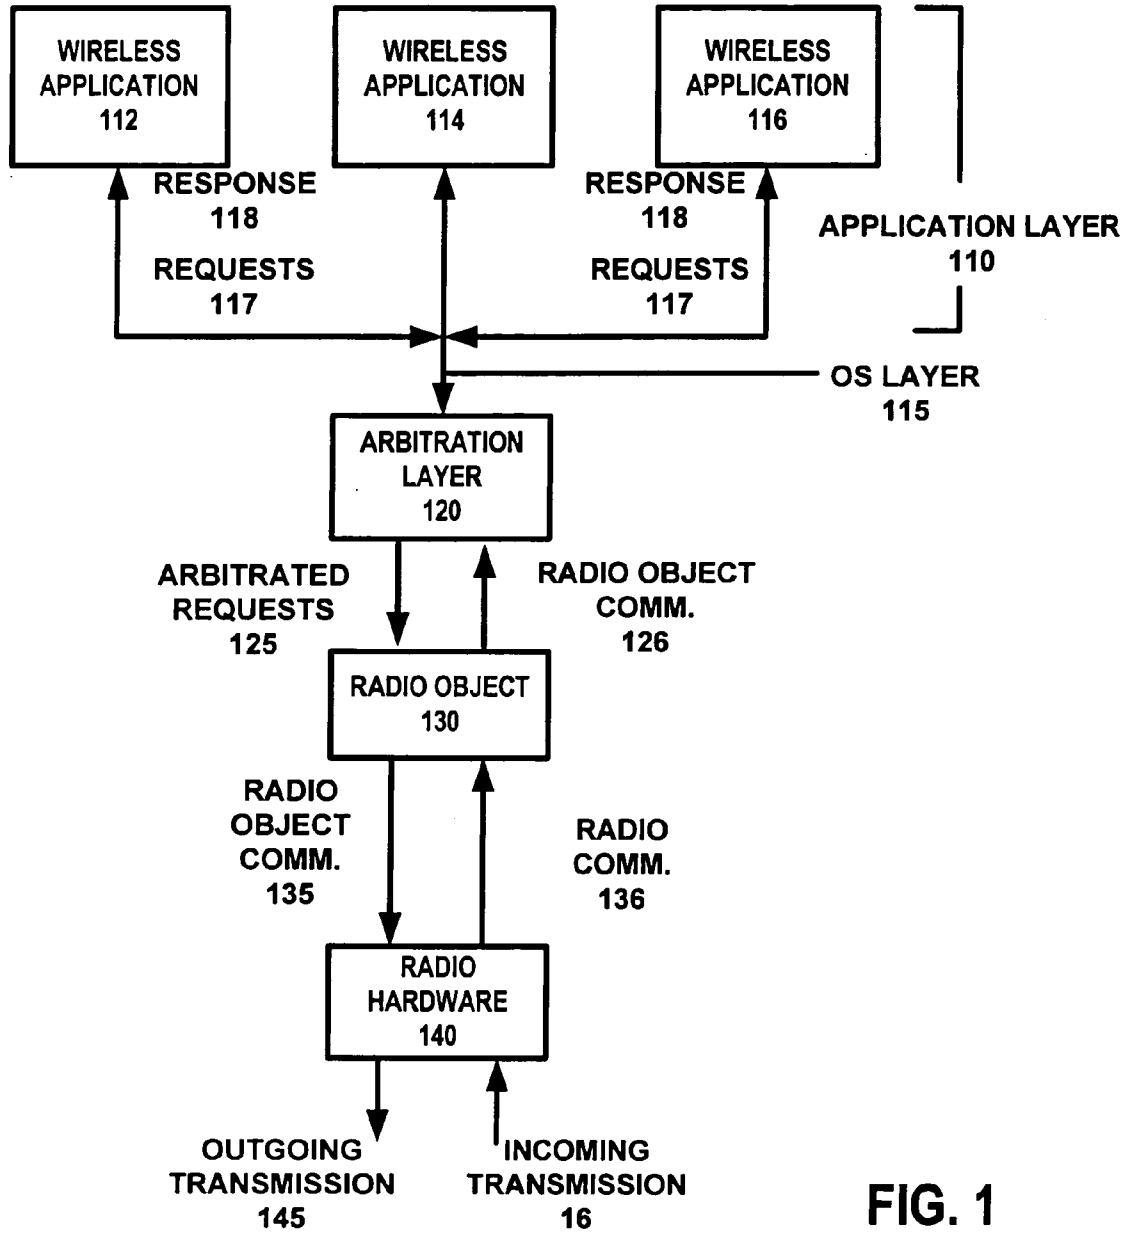 WIRELESS
APPLICATION
112
WIRELESS
APPLICATION
114
WIRELESS
APPLICATION
116
RESPONSE
118
RESPONSE
118
APPLICATION LAYER
110
REQUESTS
117
REQUESTS
117
OS LAYER
115
ARBITRATION
LAYER
120
ARBITRATED
REQUESTS
125
RADIO OBJECT
COMM.
126
RADIO OBJECT
130
RADIO
OBJECT
COMM.
135
RADIO
COMM.
136
RADIO
HARDWARE
140
OUTGOING
TRANSMISSION
145
INCOMING
TRANSMISSION
16
FIG. 1